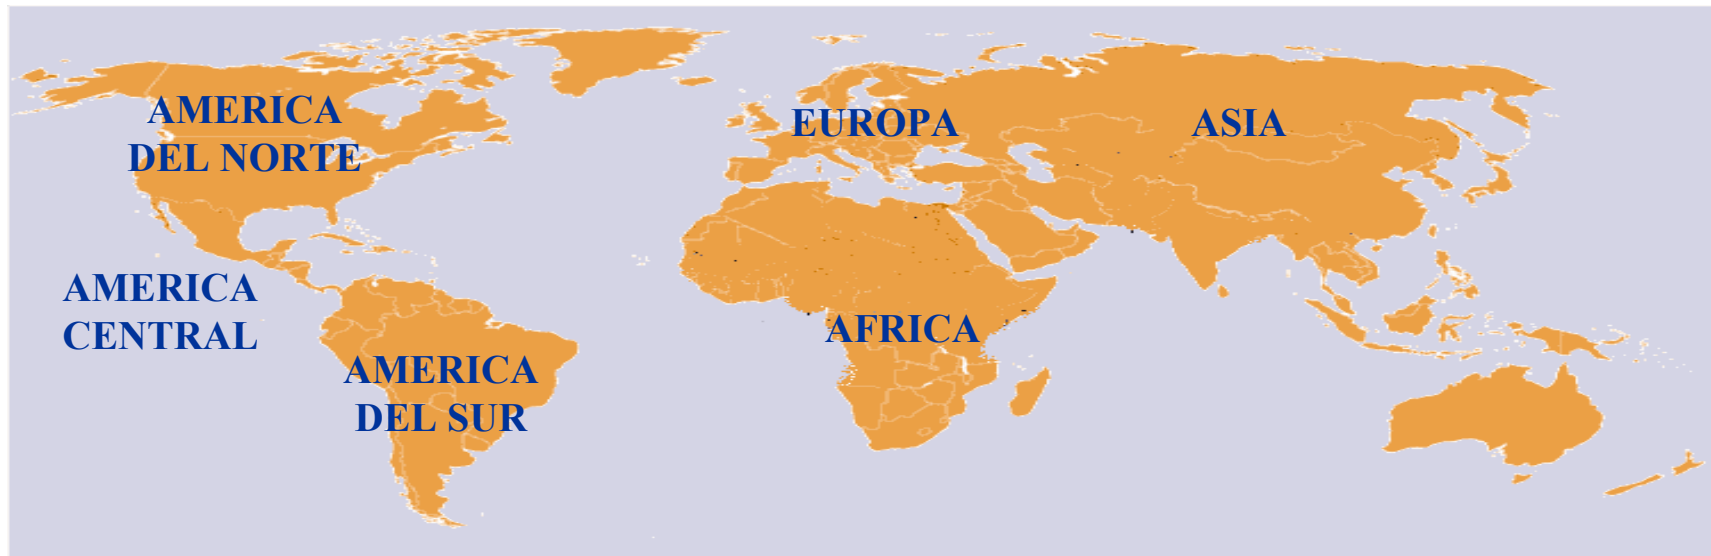 AMERICA
DEL NORTE
EUROPA
ASIA
AMERICA
CENTRAL
AFRICA
AMERICA
DEL SUR